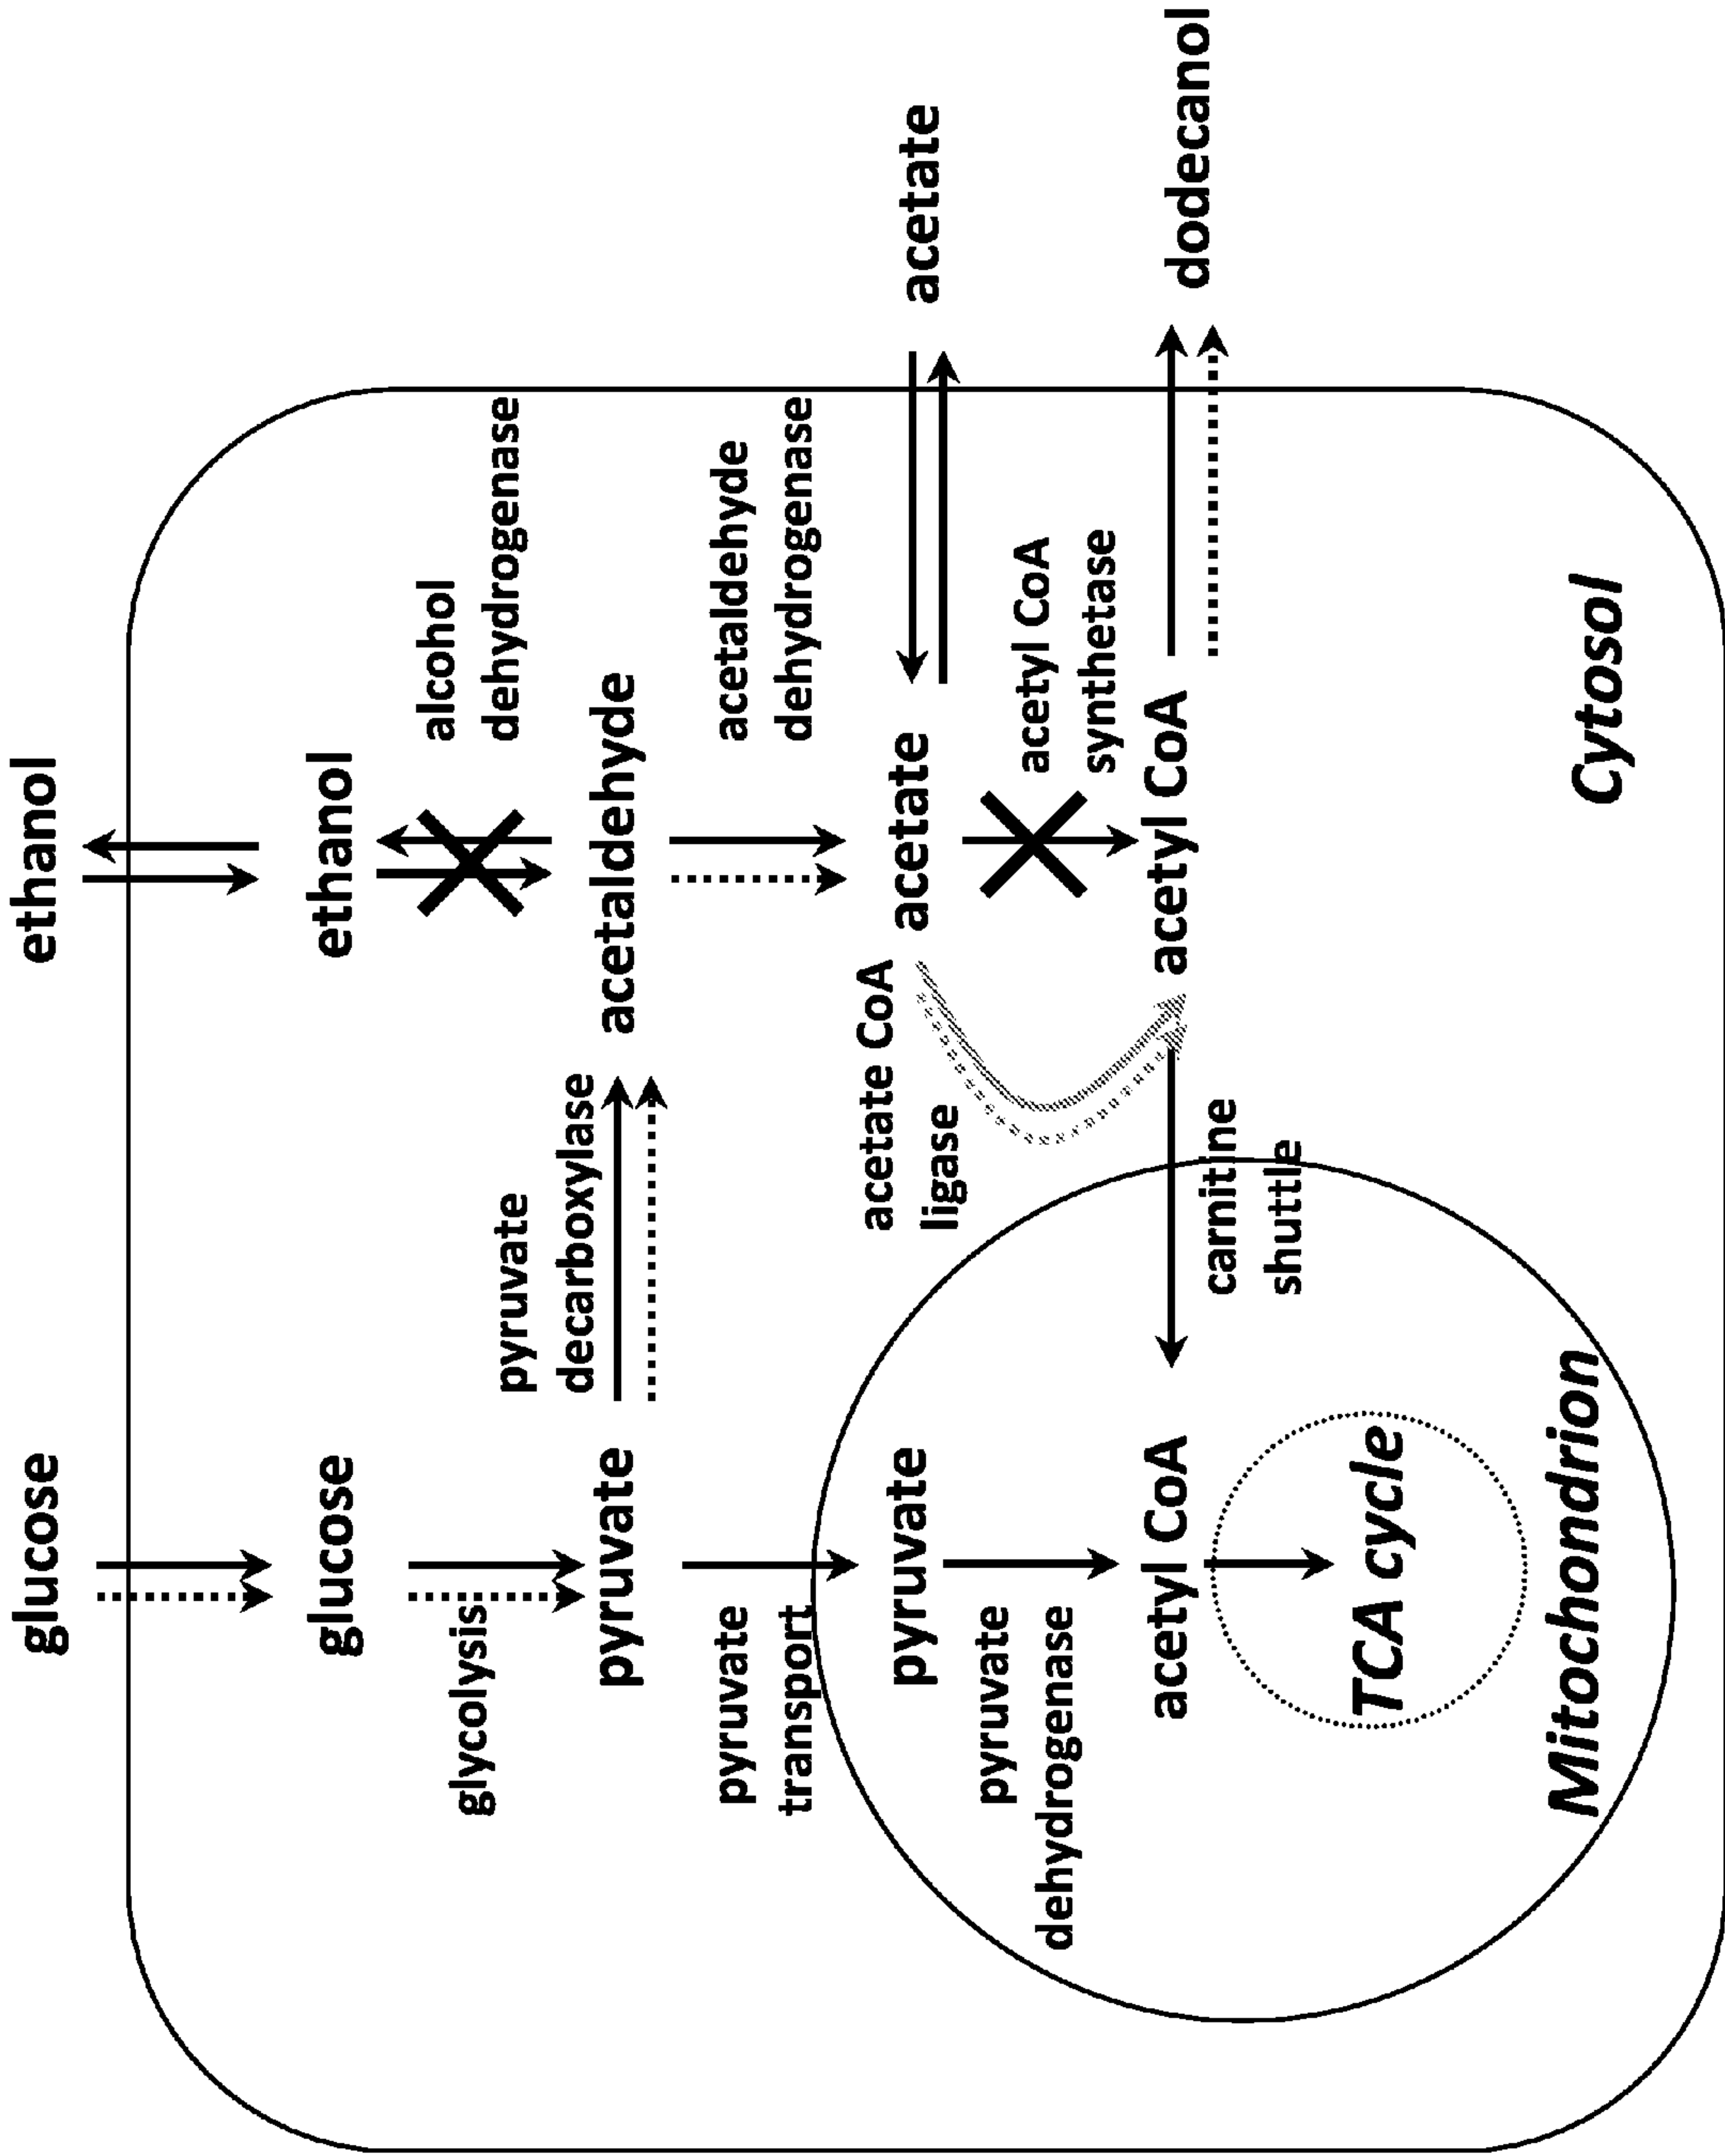 glucose
ethanol
glucose
ethanol
glycolysis
alcohol
dehydrogenase
pyruvate
decarboxylase
pyruvate
acetaldehyde
pyruvate
transport
acetaldehyde
dehydrogenase
pyruvate
acetate CoA
ligase
acetate
acetate
pyruvate
dehydrogenase
acetyl CoA
synthetase
acetyl CoA
acetyl CoA
dodecanol
carnitine
shuttle
TCA cycle
Mitochondrion
Cytosol